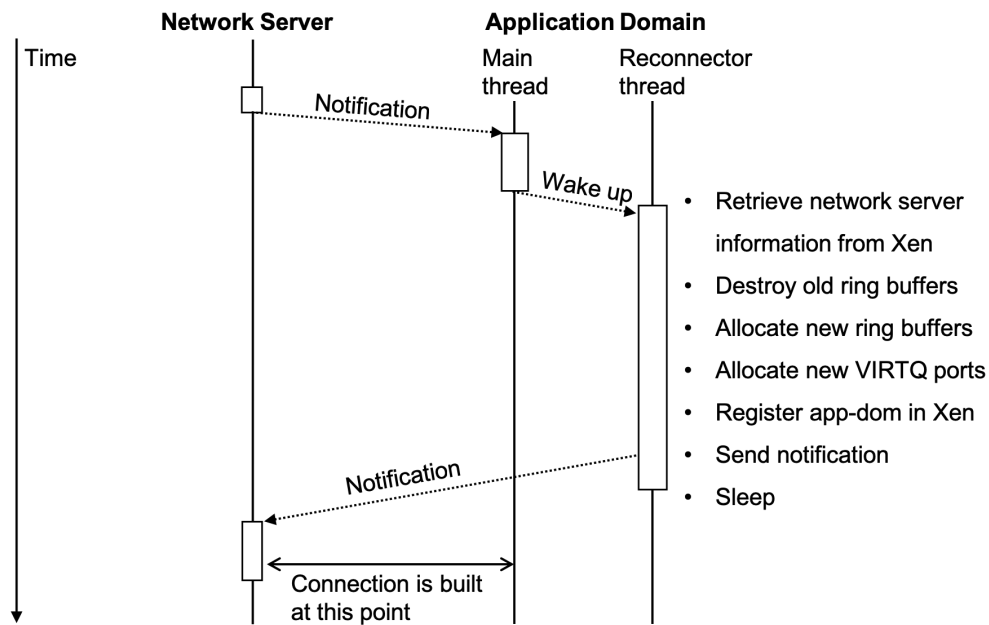 Network Server
Application Domain
Time
Main
thread
Reconnector
thread
Notification
Wake up
• Retrieve network server
information from Xen
• Destroy old ring buffers
• Allocate new ring buffers
• Allocate new VIRTQ ports
• Register app-dom in Xen
• Send notification
• Sleep
Notification
Connection is built
at this point